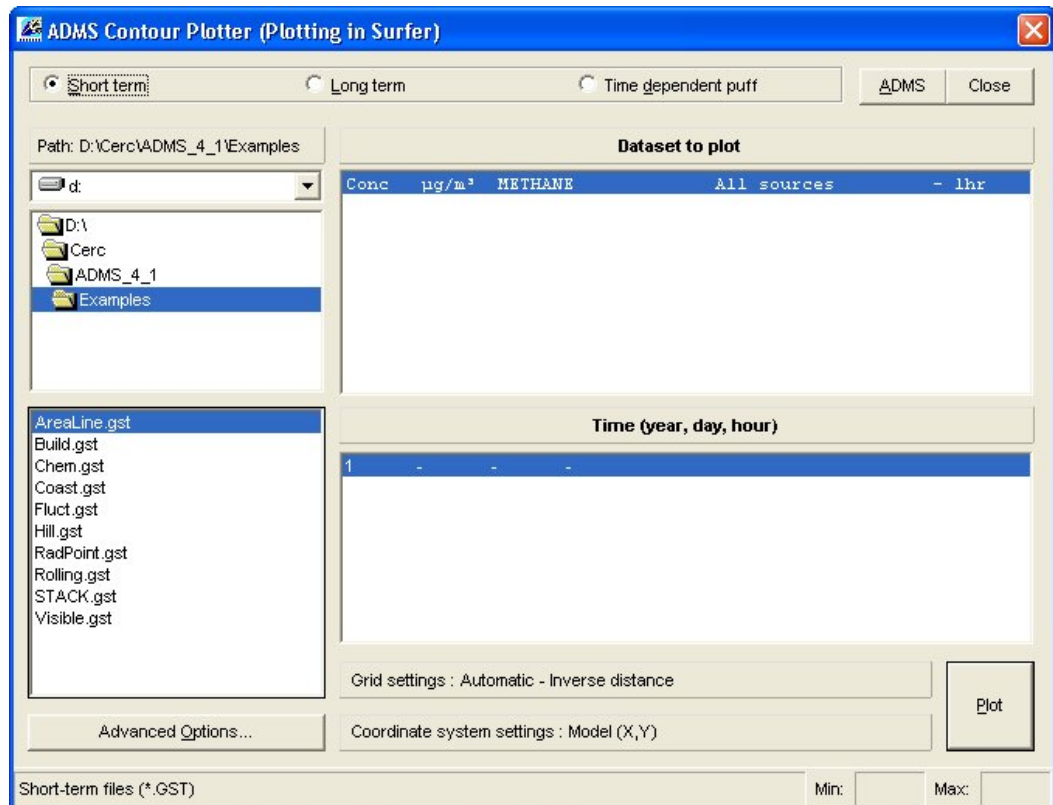 ADMS Contour Plotter (Plotting in Surfer)
Short term Long term Time dependent puff ADMS Close
Path: D:\Cerc\ADMS_4_1\Examples
d:
D:\
Cerc
ADMS_4_1
Examples
Dataset to plot
Conc µg/m³ METHANE All sources - 1hr
AreaLine.gst
Build.gst
Chem.gst
Coast.gst
Fluct.gst
Hill.gst
RadPoint.gst
Rolling.gst
STACK.gst
Visible.gst
Time (year, day, hour)
1 - - -
Grid settings : Automatic - Inverse distance
Advanced Options...
Coordinate system settings : Model (X,Y)
Plot
Short-term files (*.GST) Min: Max: